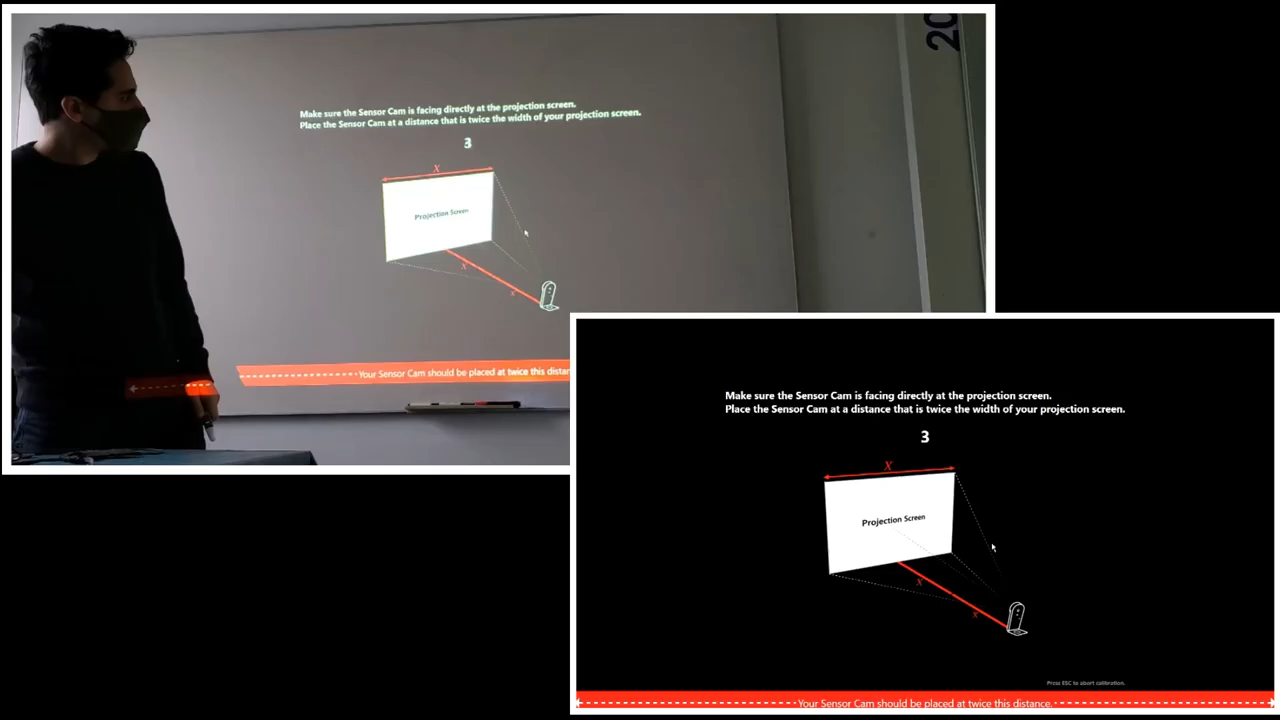 20
Make sure the Sensor Cam is facing directly at the projection screen.
Place the Sensor Cam at a distance that is twice the width of your projection screen.
3
X
Projection Screen
x
x
Your Sensor Cam should be placed at twice this distan
Make sure the Sensor Cam is facing directly at the projection screen.
Place the Sensor Cam at a distance that is twice the width of your projection screen.
3
X
Projection Screen
x
x
Press ESC to abort calibration.
Your Sensor Cam should be placed at twice this distance.